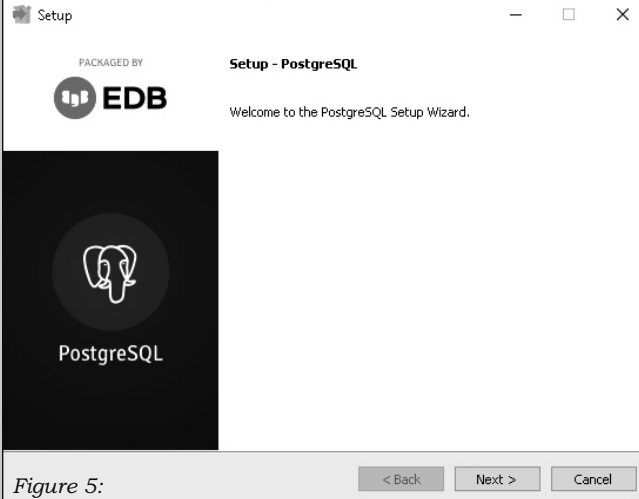 Setup
PACKAGED BY
EDB
Setup - PostgreSQL
Welcome to the PostgreSQL Setup Wizard.
PostgreSQL
< Back Next > Cancel
Figure 5: